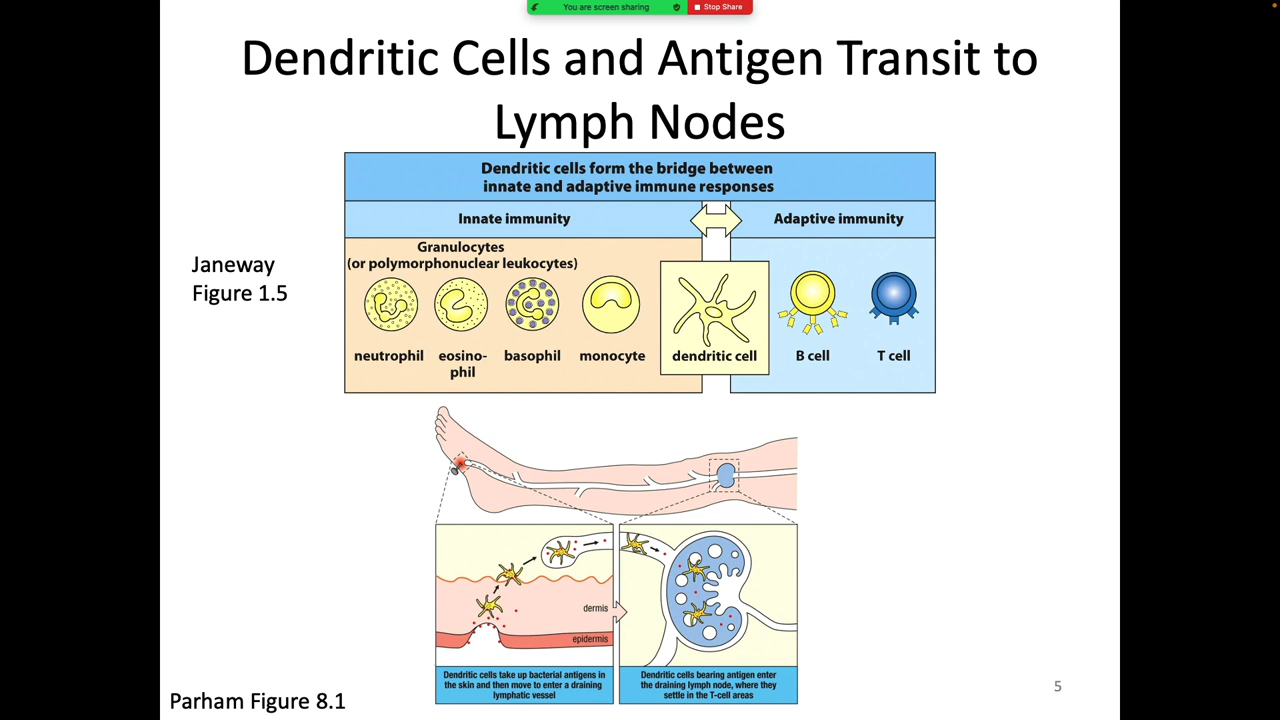 You are screen sharing
Stop Share
Dendritic Cells and Antigen Transit to
Lymph Nodes
Dendritic cells form the bridge between
innate and adaptive immune responses
Innate immunity
Adaptive immunity
Janeway
Figure 1.5
Granulocytes
(or polymorphonuclear leukocytes)
neutrophil
eosino-
phil
basophil
monocyte
dendritic cell
B cell
T cell
dermis
epidermis
Dendritic cells take up bacterial antigens in
the skin and then move to enter a draining
lymphatic vessel
Dendritic cells bearing antigen enter
the draining lymph node, where they
settle in the T-cell areas
5
Parham Figure 8.1